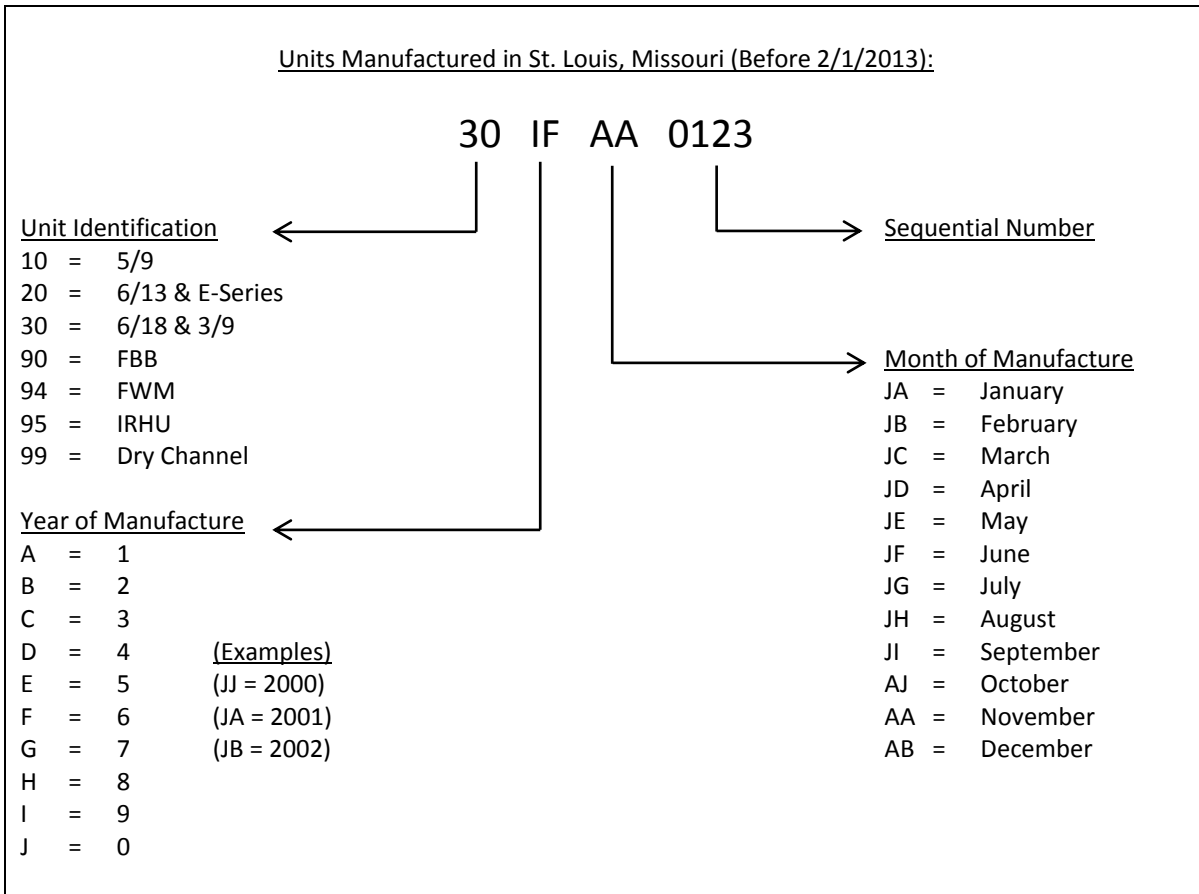 Units Manufactured in St. Louis, Missouri (Before 2/1/2013):
30 IF AA 0123
Unit Identification
10 = 5/9
20 = 6/13 & E-Series
30 = 6/18 & 3/9
90 = FBB
94 = FWM
95 = IRHU
99 = Dry Channel
Year of Manufacture
A = 1
B = 2
C = 3
D = 4 (Examples)
E = 5 (JJ = 2000)
F = 6 (JA = 2001)
G = 7 (JB = 2002)
H = 8
I = 9
J = 0
Sequential Number
Month of Manufacture
JA = January
JB = February
JC = March
JD = April
JE = May
JF = June
JG = July
JH = August
JI = September
AJ = October
AA = November
AB = December